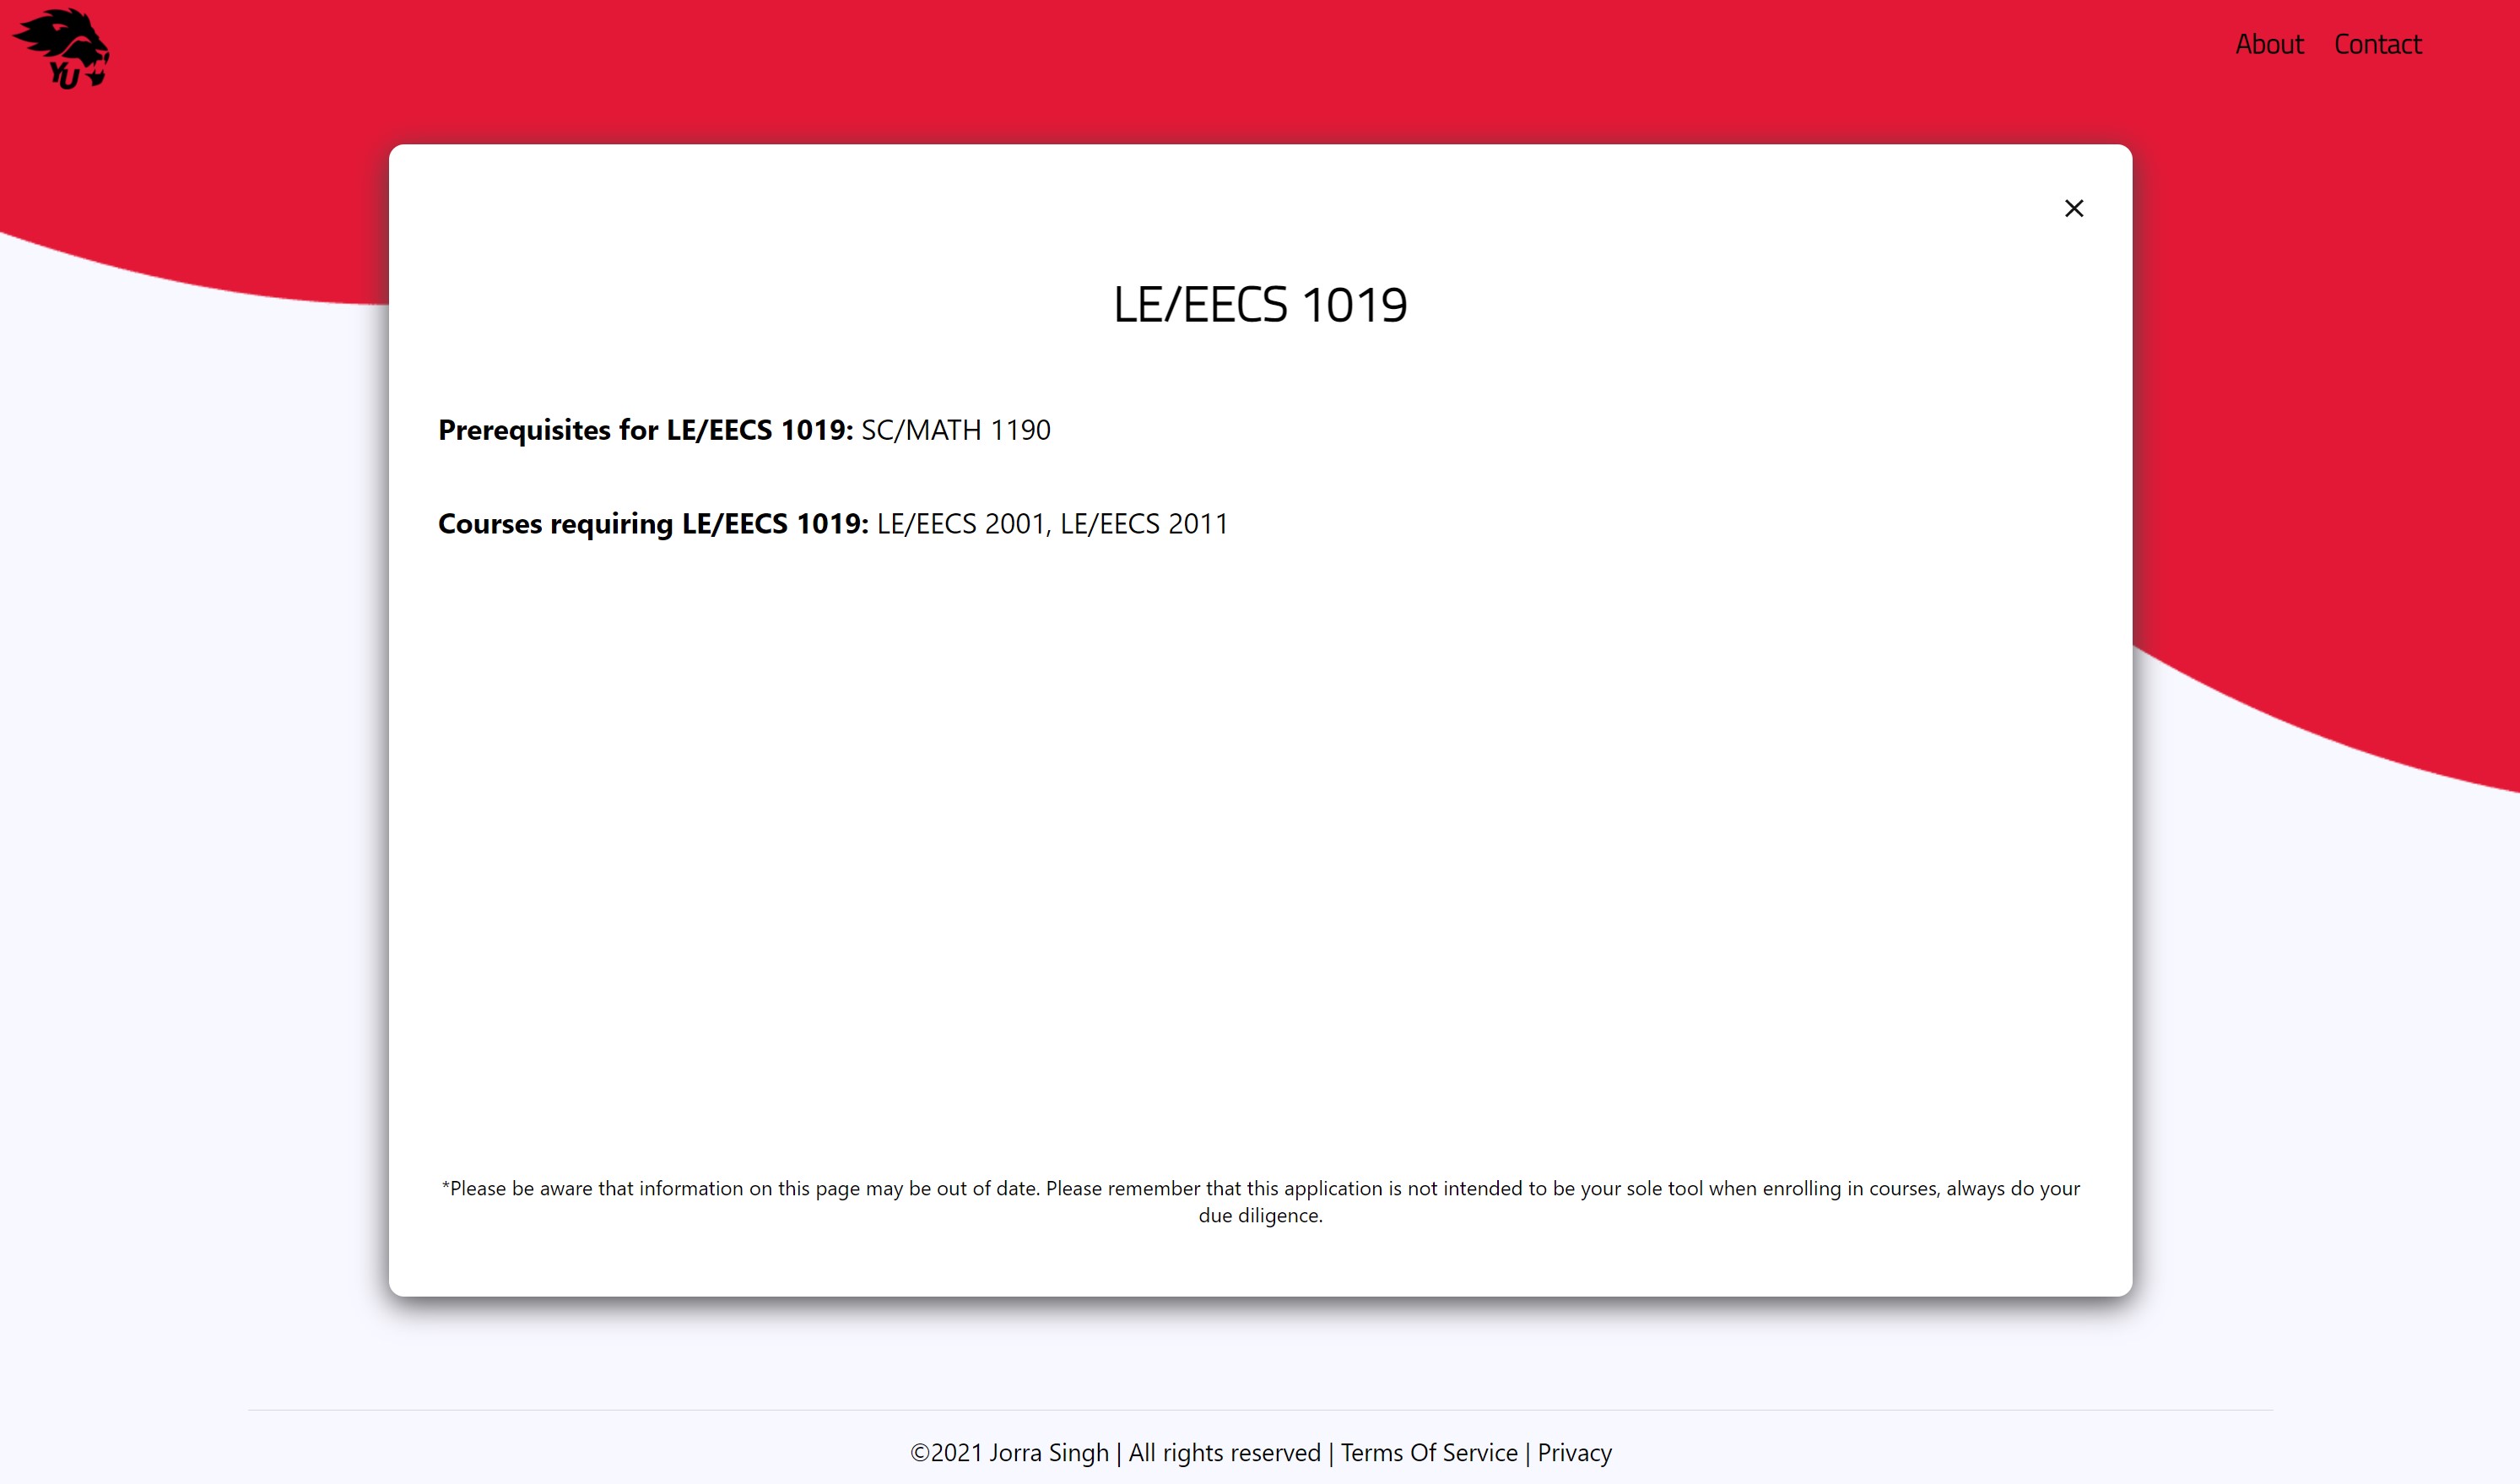 YU
About Contact
LE/EECS 1019
Prerequisites for LE/EECS 1019: SC/MATH 1190
Courses requiring LE/EECS 1019: LE/EECS 2001, LE/EECS 2011
*Please be aware that information on this page may be out of date. Please remember that this application is not intended to be your sole tool when enrolling in courses, always do your
due diligence.
©2021 Jorra Singh | All rights reserved | Terms Of Service | Privacy